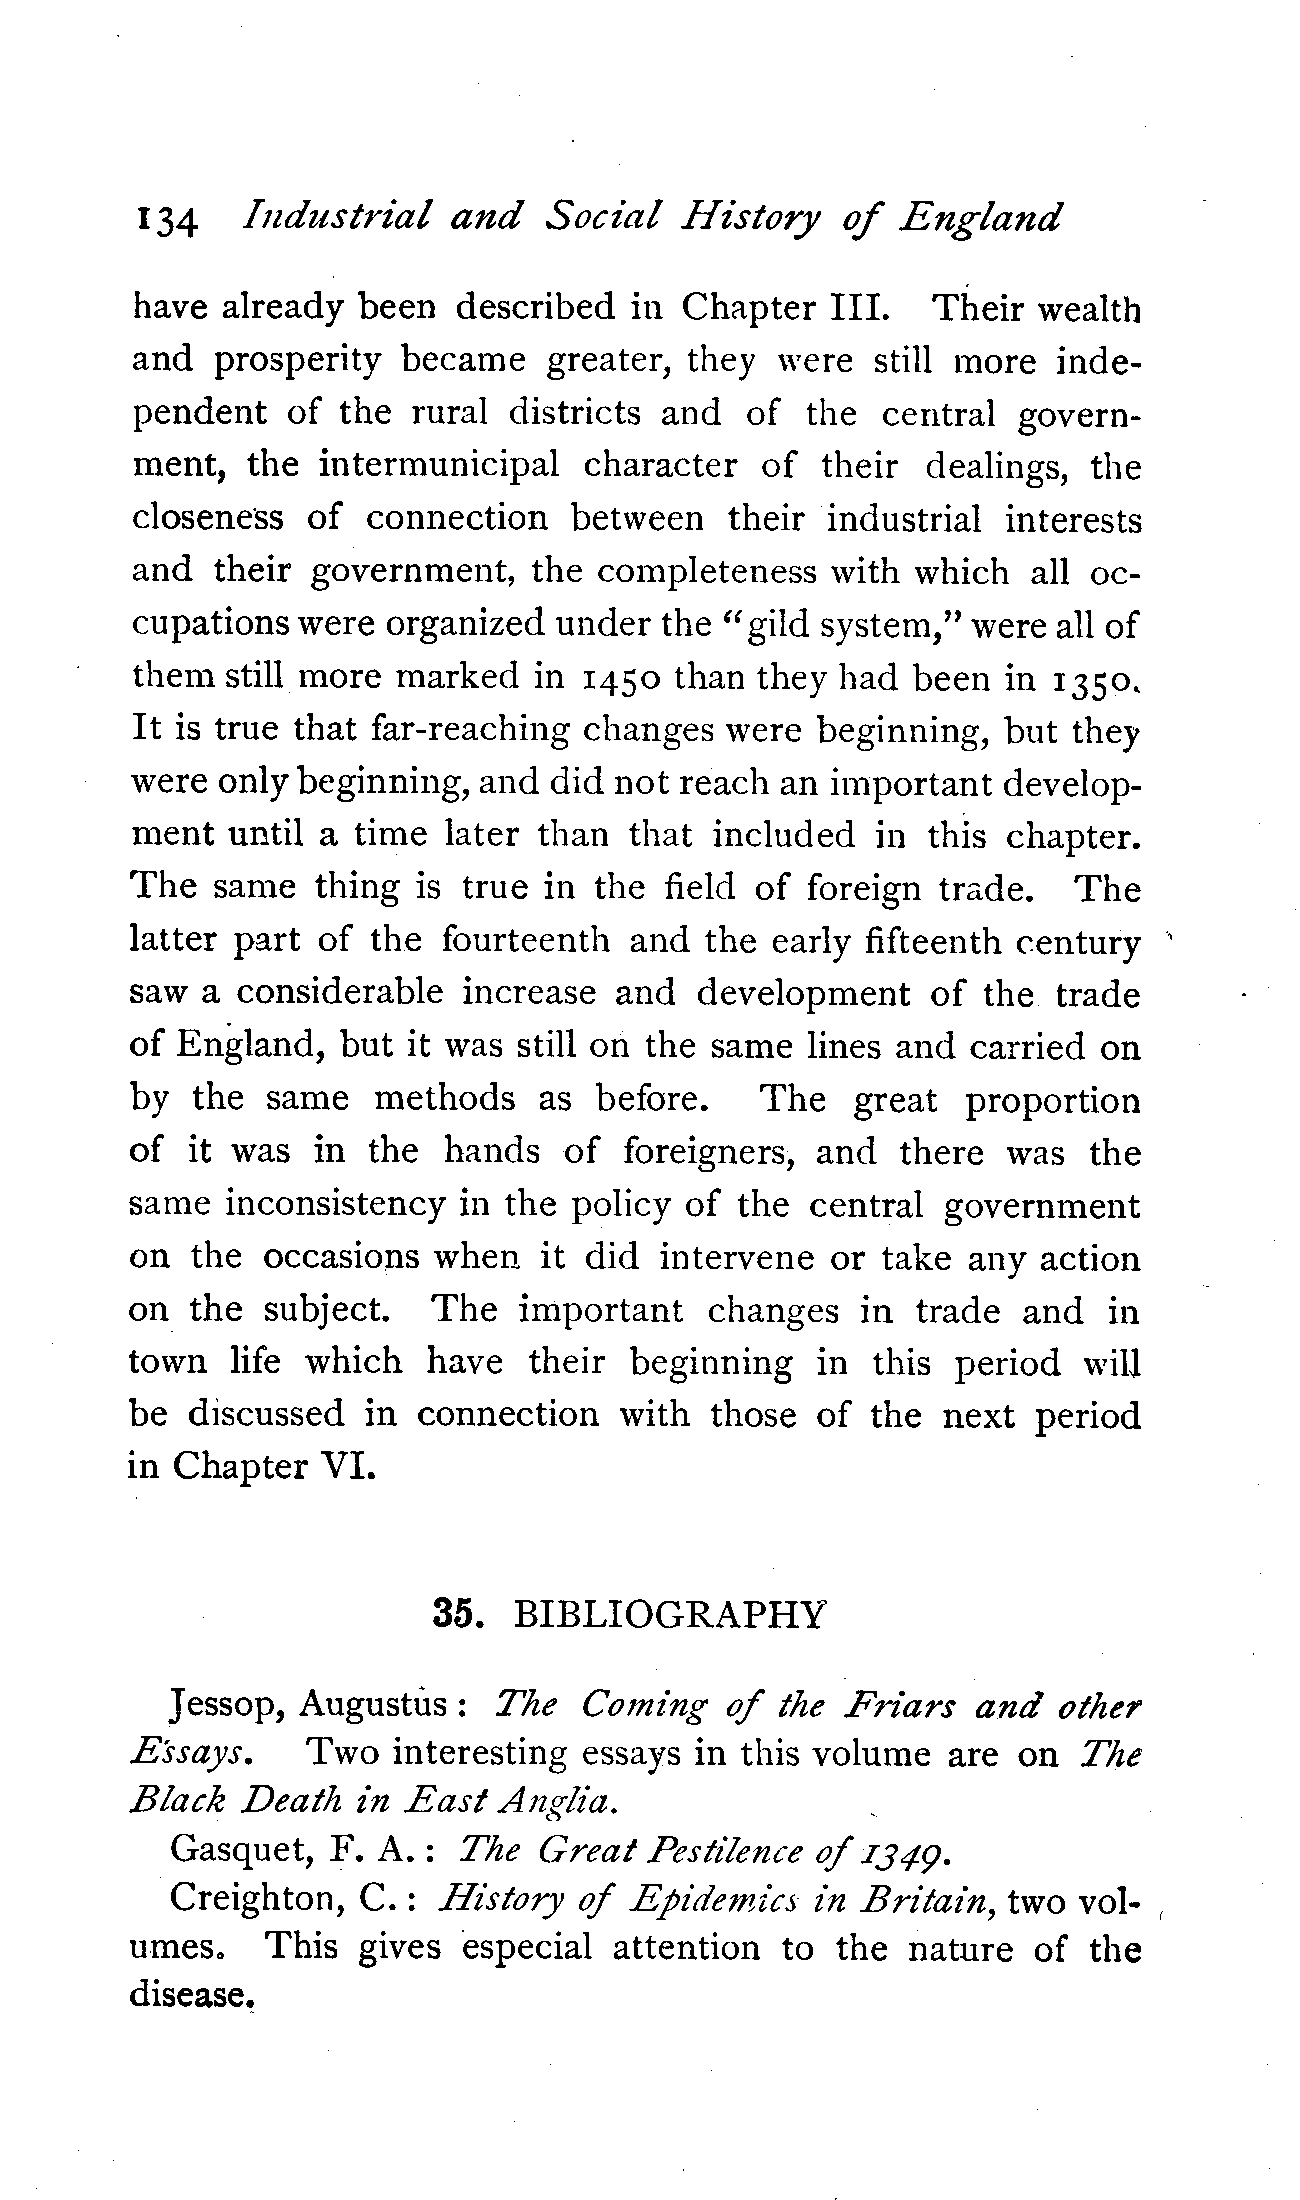 134 Industrial and Social History of England
have already been described in Chapter III. Their wealth
and prosperity became greater, they were still more inde-
pendent of the rural districts and of the central govern-
ment, the intermunicipal character of their dealings, the
closeness of connection between their industrial interests
and their government, the completeness with which all oc-
cupations were organized under the "gild system," were all of
them still more marked in 1450 than they had been in 1350.
It is true that far-reaching changes were beginning, but they
were only beginning, and did not reach an important develop-
ment until a time later than that included in this chapter.
The same thing is true in the field of foreign trade. The
latter part of the fourteenth and the early fifteenth century
saw a considerable increase and development of the trade
of England, but it was still on the same lines and carried on
by the same methods as before. The great proportion
of it was in the hands of foreigners, and there was the
same inconsistency in the policy of the central government
on the occasions when it did intervene or take any action
on the subject. The important changes in trade and in
town life which have their beginning in this period will
be discussed in connection with those of the next period
in Chapter VI.
35. BIBLIOGRAPHY
Jessop, Augustus: The Coming of the Friars and other
Essays. Two interesting essays in this volume are on The
Black Death in East Anglia.
Gasquet, F. A.: The Great Pestilence of 1349.
Creighton, C.: History of Epidemics in Britain, two vol-
umes. This gives especial attention to the nature of the
disease.